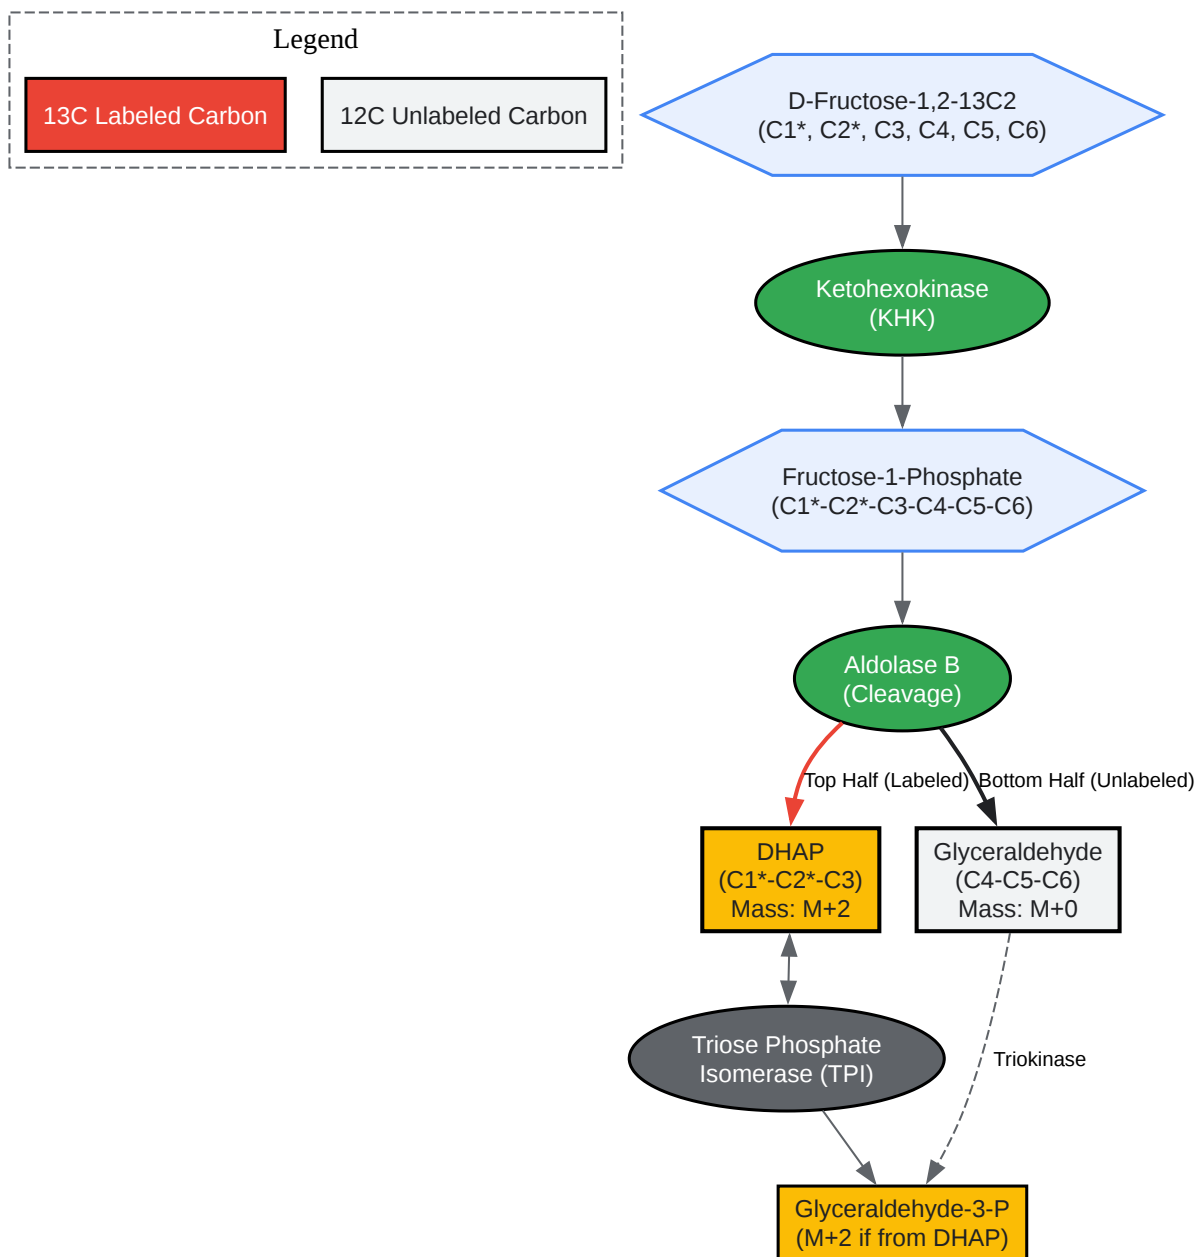 Legend
13C Labeled Carbon
12C Unlabeled Carbon
D-Fructose-1,2-13C2
(C1*, C2*, C3, C4, C5, C6)
Ketohexokinase
(KHK)
Fructose-1-Phosphate
(C1*-C2*-C3-C4-C5-C6)
Aldolase B
(Cleavage)
Top Half (Labeled)
Bottom Half (Unlabeled)
DHAP
(C1*-C2*-C3)
Mass: M+2
Glyceraldehyde
(C4-C5-C6)
Mass: M+0
Triose Phosphate
Isomerase (TPI)
Triokinase
Glyceraldehyde-3-P
(M+2 if from DHAP)